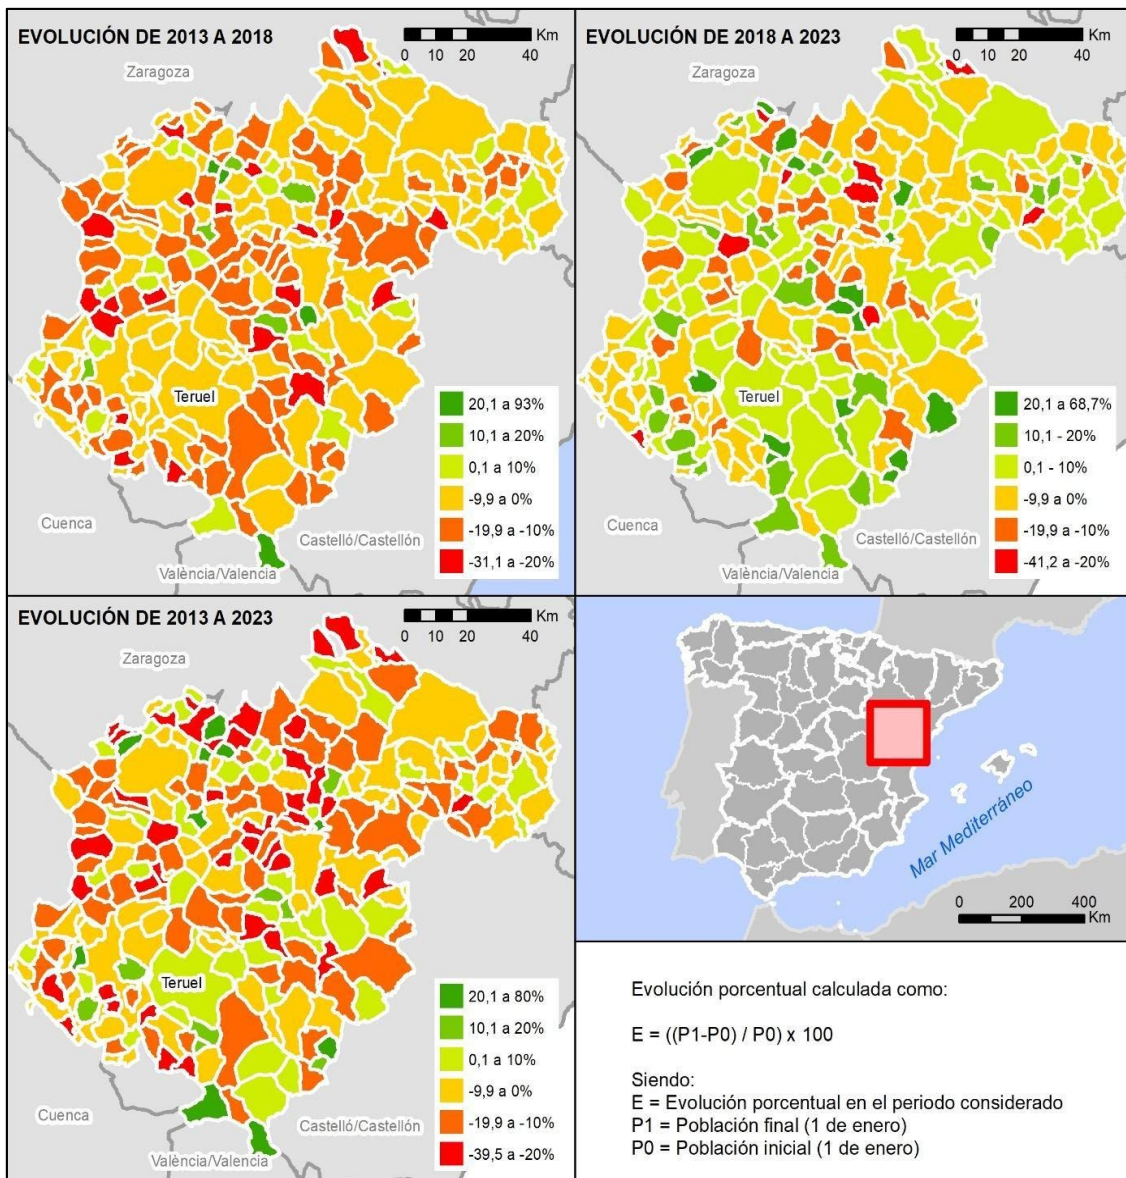 EVOLUCIÓN DE 2013 A 2018
Km
0 10 20 40
Zaragoza
Teruel
Cuenca
Castelló/Castellón
València/Valencia
20,1 a 93%
10,1 a 20%
0,1 a 10%
-9,9 a 0%
-19,9 a -10%
-31,1 a -20%
EVOLUCIÓN DE 2018 A 2023
Km
0 10 20 40
Zaragoza
Teruel
Cuenca
Castelló/Castellón
València/Valencia
20,1 a 68,7%
10,1 - 20%
0,1 - 10%
-9,9 a 0%
-19,9 a -10%
-41,2 a -20%
EVOLUCIÓN DE 2013 A 2023
Km
0 10 20 40
Zaragoza
Teruel
Cuenca
Castelló/Castellón
València/Valencia
20,1 a 80%
10,1 a 20%
0,1 a 10%
-9,9 a 0%
-19,9 a -10%
-39,5 a -20%
Mar Mediterráneo
0 200 400
Km
Evolución porcentual calculada como:
E = ((P1-P0) / P0) x 100
Siendo:
E = Evolución porcentual en el periodo considerado
P1 = Población final (1 de enero)
P0 = Población inicial (1 de enero)